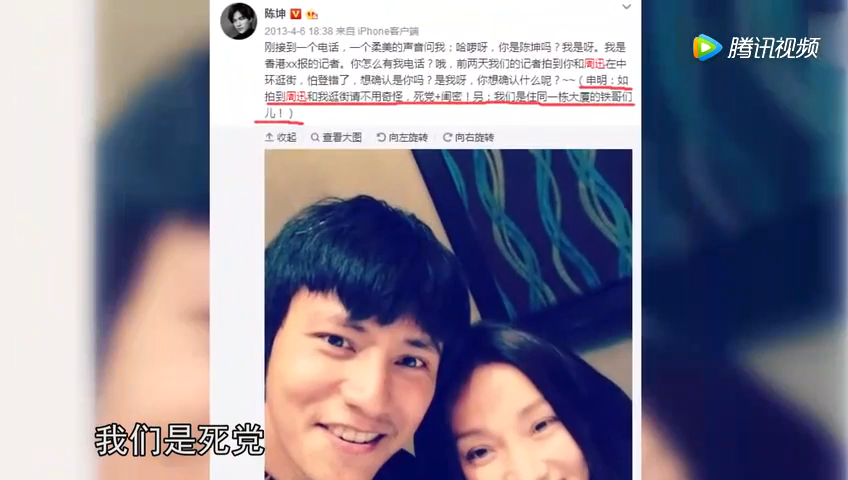 陈坤
2013-4-6 18:38 来自 iPhone客户端
刚接到一个电话，一个柔美的声音问我：哈啰呀，你是陈坤吗？我是呀。我是
香港xx报的记者。你怎么有我电话？哦，前两天我们的记者拍到你和周迅在中
环逛街，怕登错了，想确认是你吗？是我呀，你想确认什么呢？~~（申明：如
拍到周迅和我逛街请不用奇怪，死党+闺密！另：我们是住同一栋大厦的铁哥们
儿！）
收起 查看大图 向左旋转 向右旋转
腾讯视频
我们是死党